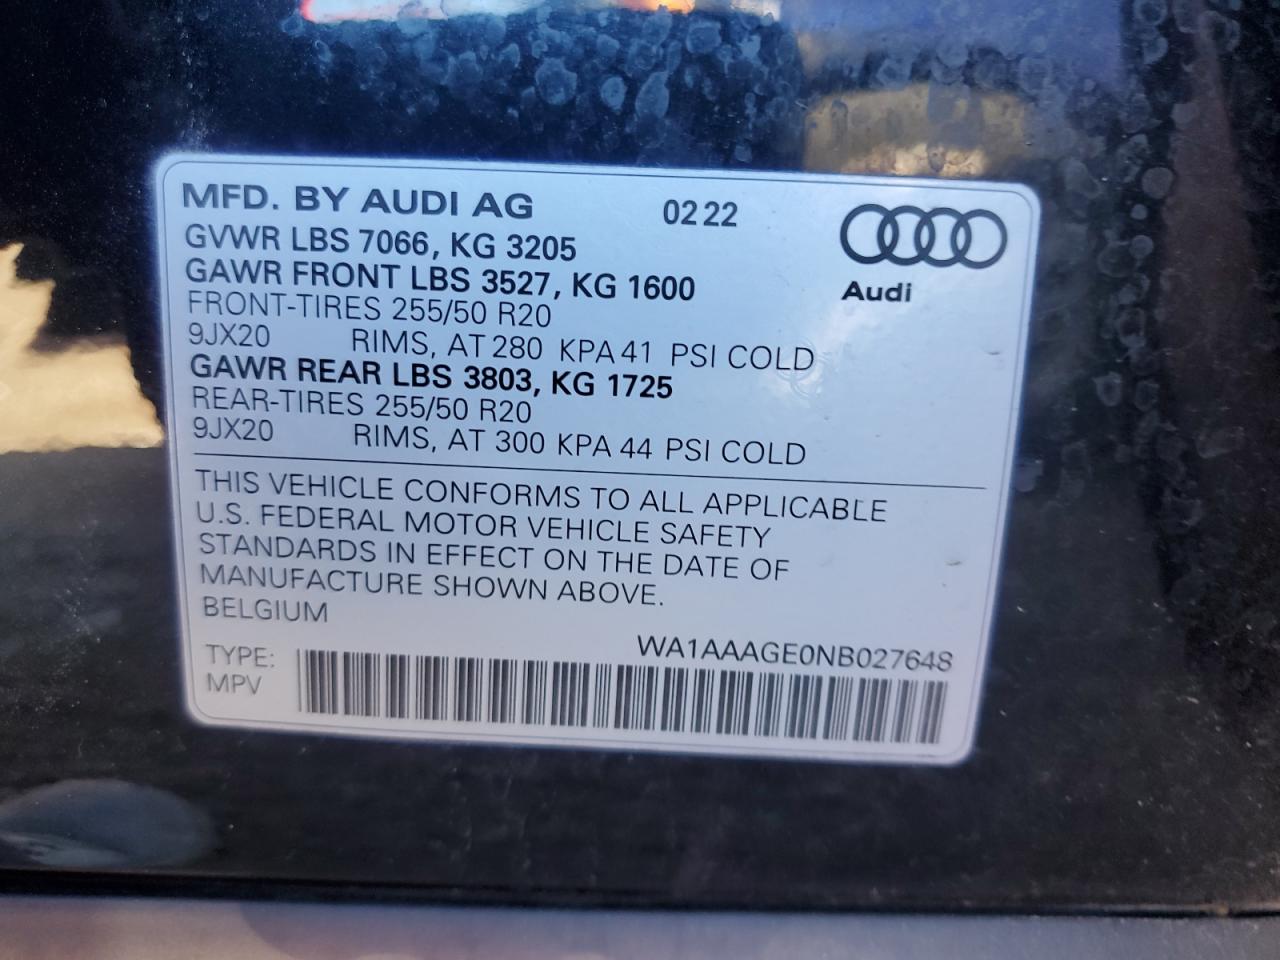 MFD. BY AUDI AG 02 22
GVWR LBS 7066, KG 3205
GAWR FRONT LBS 3527, KG 1600
Audi
FRONT-TIRES 255/50 R20
9JX20 RIMS, AT 280 KPA 41 PSI COLD
GAWR REAR LBS 3803, KG 1725
REAR-TIRES 255/50 R20
9JX20 RIMS, AT 300 KPA 44 PSI COLD
THIS VEHICLE CONFORMS TO ALL APPLICABLE
U.S. FEDERAL MOTOR VEHICLE SAFETY
STANDARDS IN EFFECT ON THE DATE OF
MANUFACTURE SHOWN ABOVE.
BELGIUM
WA1AAAGE0NB027648
TYPE:
MPV